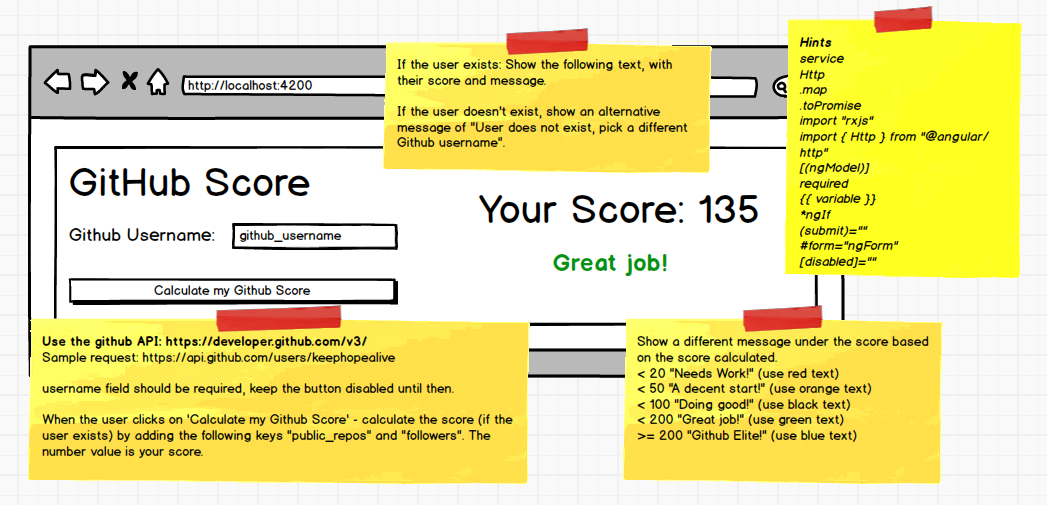 http://localhost:4200
If the user exists: Show the following text, with
their score and message.
If the user doesn't exist, show an alternative
message of "User does not exist, pick a different
Github username".
Hints
service
Http
.map
.toPromise
import "rxjs"
import { Http } from "@angular/
http"
[(ngModel)]
required
{{ variable }}
*ngIf
(submit)=""
#form="ngForm"
[disabled]=""
GitHub Score
Github Username:
github_username
Calculate my Github Score
Your Score: 135
Great job!
Use the github API: https://developer.github.com/v3/
Sample request: https://api.github.com/users/keephopealive
username field should be required, keep the button disabled until then.
When the user clicks on 'Calculate my Github Score' - calculate the score (if the
user exists) by adding the following keys "public_repos" and "followers". The
number value is your score.
Show a different message under the score based
on the score calculated.
< 20 "Needs Work!" (use red text)
< 50 "A decent start!" (use orange text)
< 100 "Doing good!" (use black text)
< 200 "Great job!" (use green text)
>= 200 "Github Elite!" (use blue text)